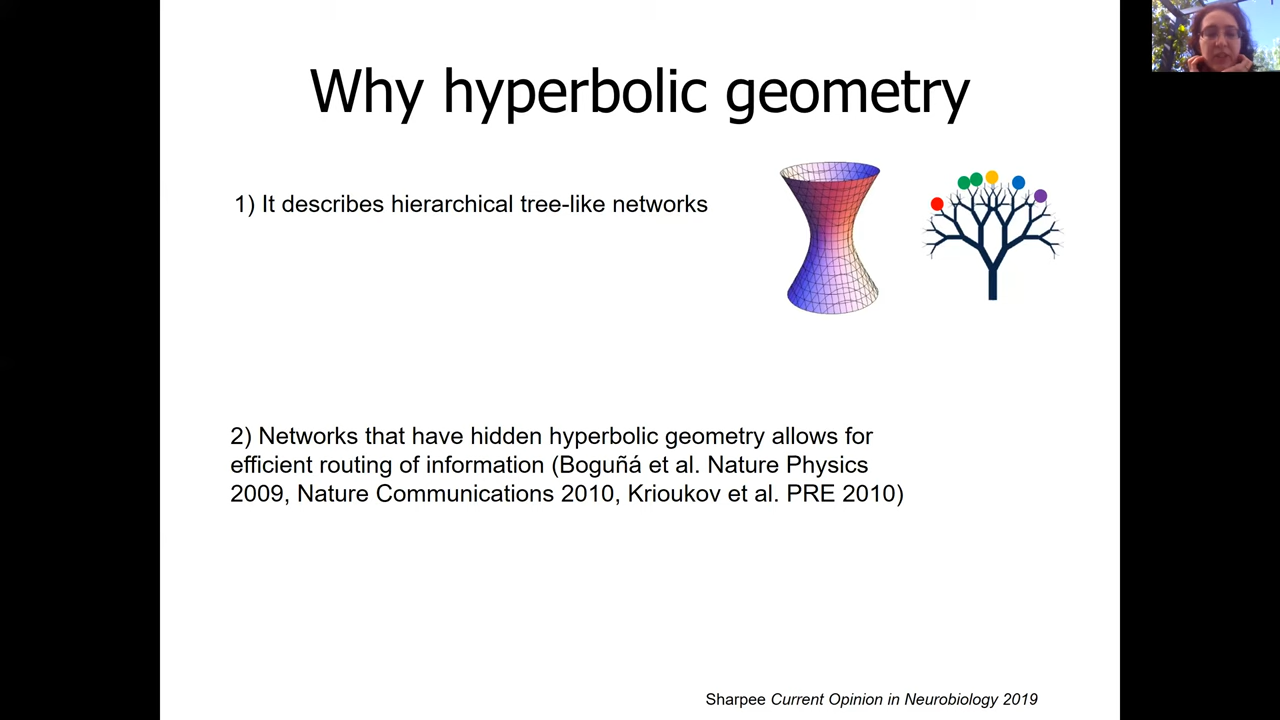 Why hyperbolic geometry
1) It describes hierarchical tree-like networks
2) Networks that have hidden hyperbolic geometry allows for
efficient routing of information (Boguñá et al. Nature Physics
2009, Nature Communications 2010, Krioukov et al. PRE 2010)
Sharpee Current Opinion in Neurobiology 2019